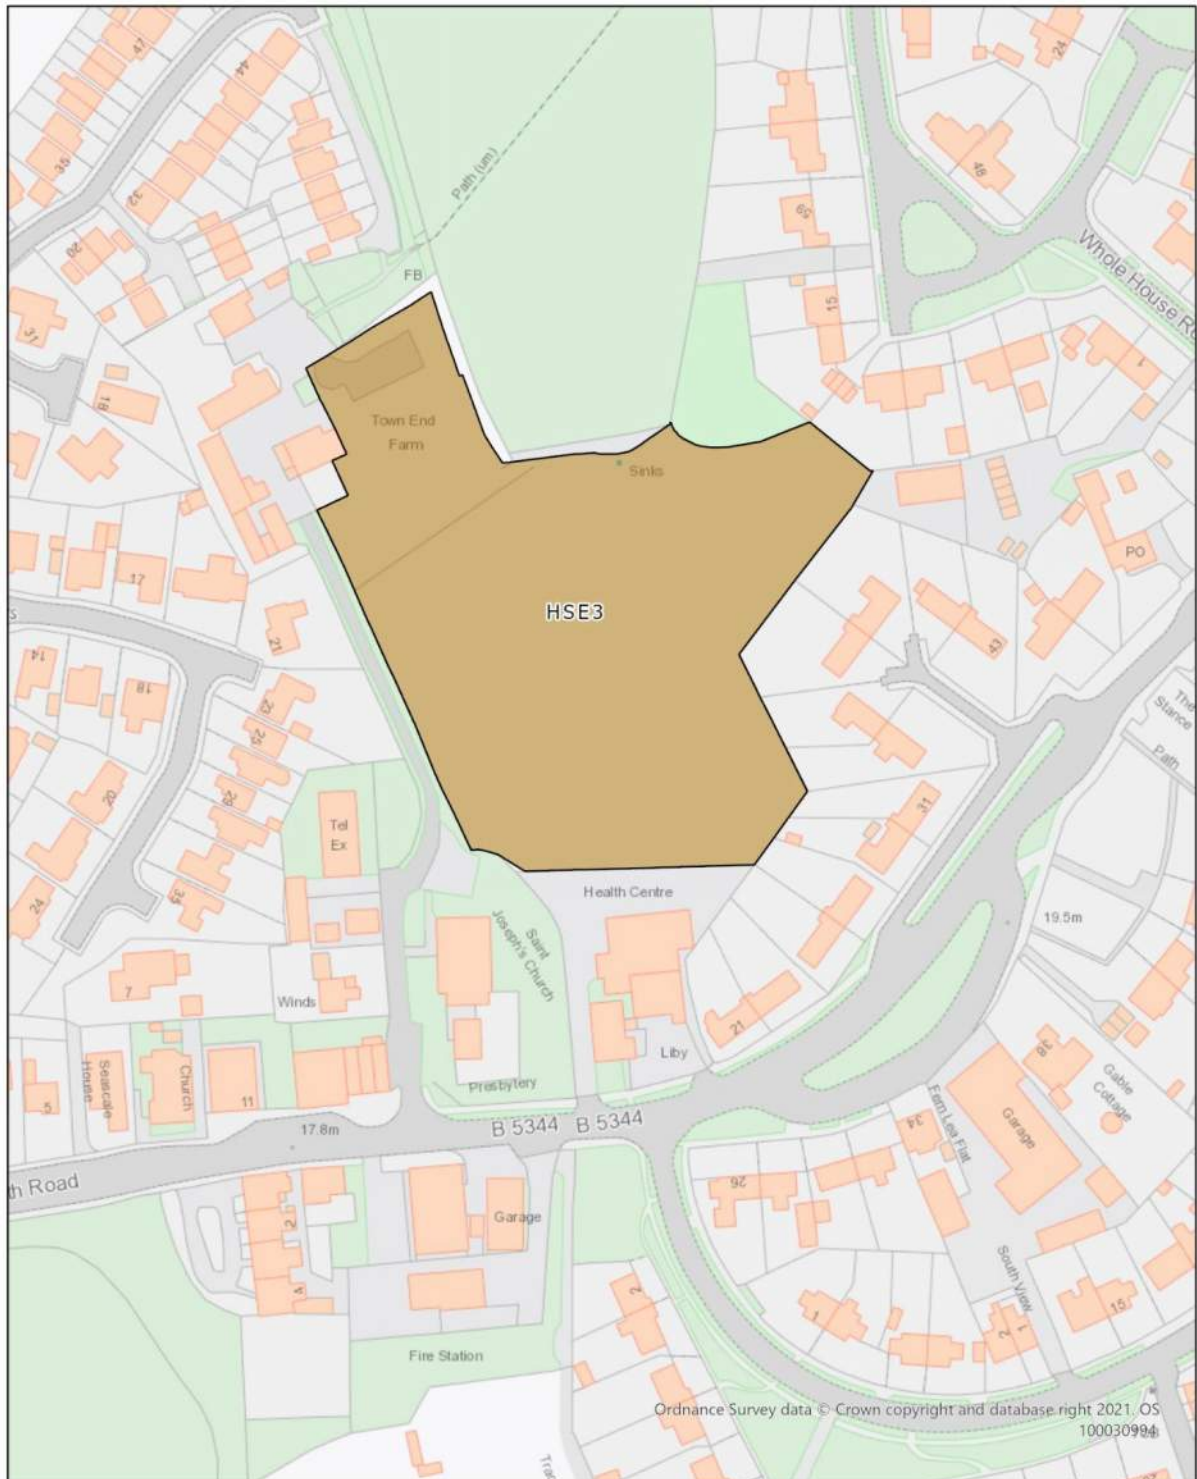 47
44
24
35
Path (um)
48
32
59
Whole House R
20
FB
31
15
1
18
Town End
Farm
Sinks
PO
17
HSE3
s
21
43
14
18
The
Stance
23
25
Path
29
20
31
Tel
Ex
Health Centre
35
24
19.5m
Saint
Joseph's Church
7
Winds
21
Liby
38
Gable
Cottage
Seascale
House
Church
5
11
Presbytery
Fern Lea Flat
34
Garage
17.8m
B 5344
B 5344
th Road
26
2
Garage
4
South View
2
1
15
1
2
Fire Station
Ordnance Survey data © Crown copyright and database right 2021. OS
100030994.
Tra